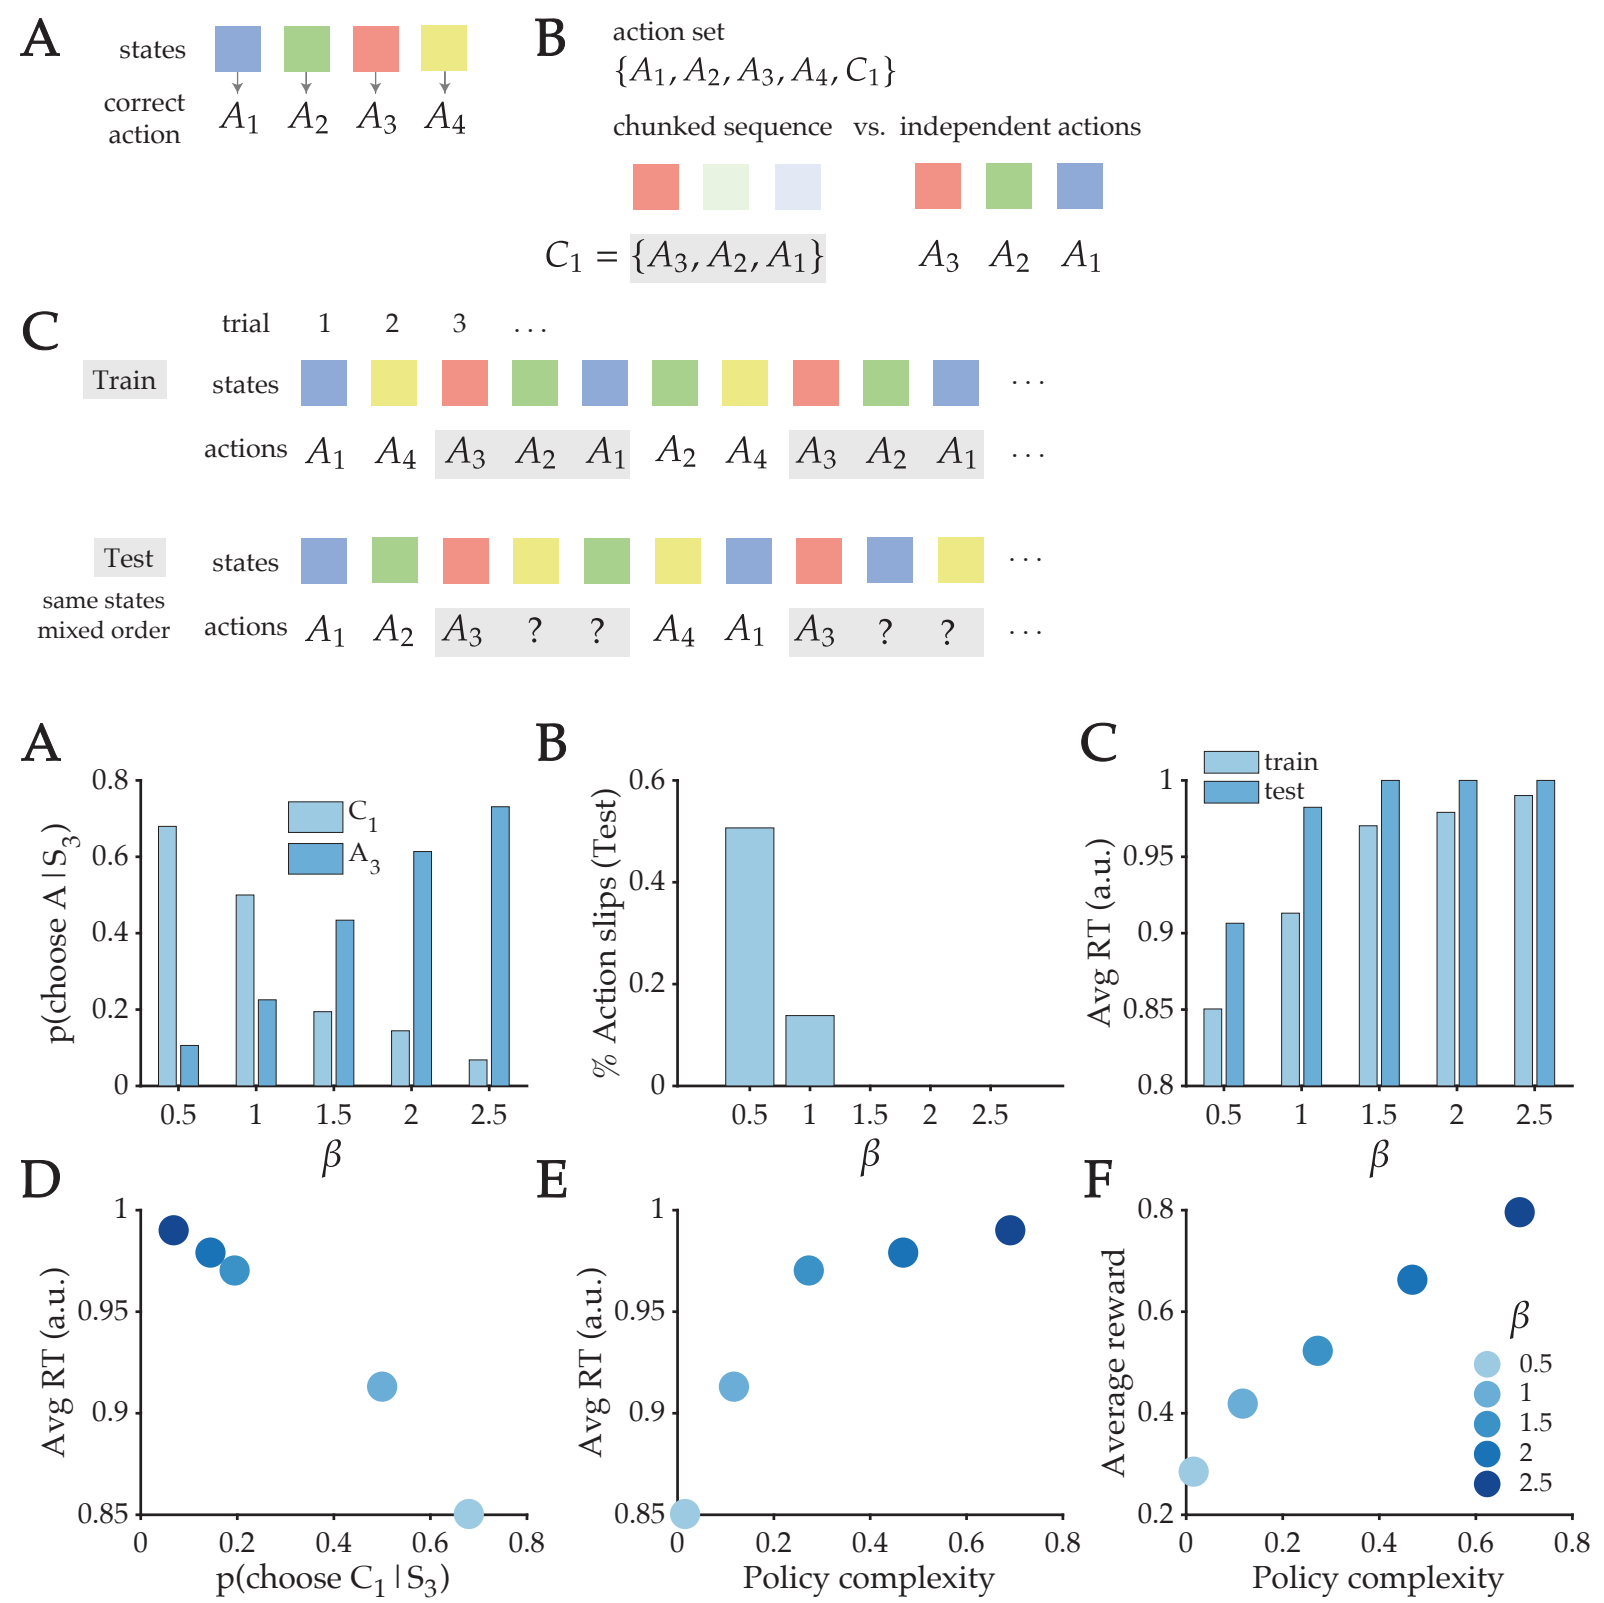 A
states
correct
action
A1 A2 A3 A4
B
action set
{A1, A2, A3, A4, C1}
chunked sequence vs. independent actions
C1 = {A3, A2, A1}
A3 A2 A1
C
trial 1 2 3 ...
Train
states ...
actions A1 A4 A3 A2 A1 A2 A4 A3 A2 A1 ...
Test
states ...
same states
mixed order
actions A1 A2 A3 ? ? A4 A1 A3 ? ? ...
A
p(choose A|S3)
0.8
0.6
0.4
0.2
0
C1
A3
0.5 1 1.5 2 2.5
β
B
% Action slips (Test)
0.6
0.4
0.2
0
0.5 1 1.5 2 2.5
β
C
Avg RT (a.u.)
train
test
1
0.95
0.9
0.85
0.8
0.5 1 1.5 2 2.5
β
D
Avg RT (a.u.)
1
0.95
0.9
0.85
0 0.2 0.4 0.6 0.8
p(choose C1|S3)
E
Avg RT (a.u.)
1
0.95
0.9
0.85
0 0.2 0.4 0.6 0.8
Policy complexity
F
Average reward
0.8
0.6
0.4
0.2
β
0.5
1
1.5
2
2.5
0 0.2 0.4 0.6 0.8
Policy complexity